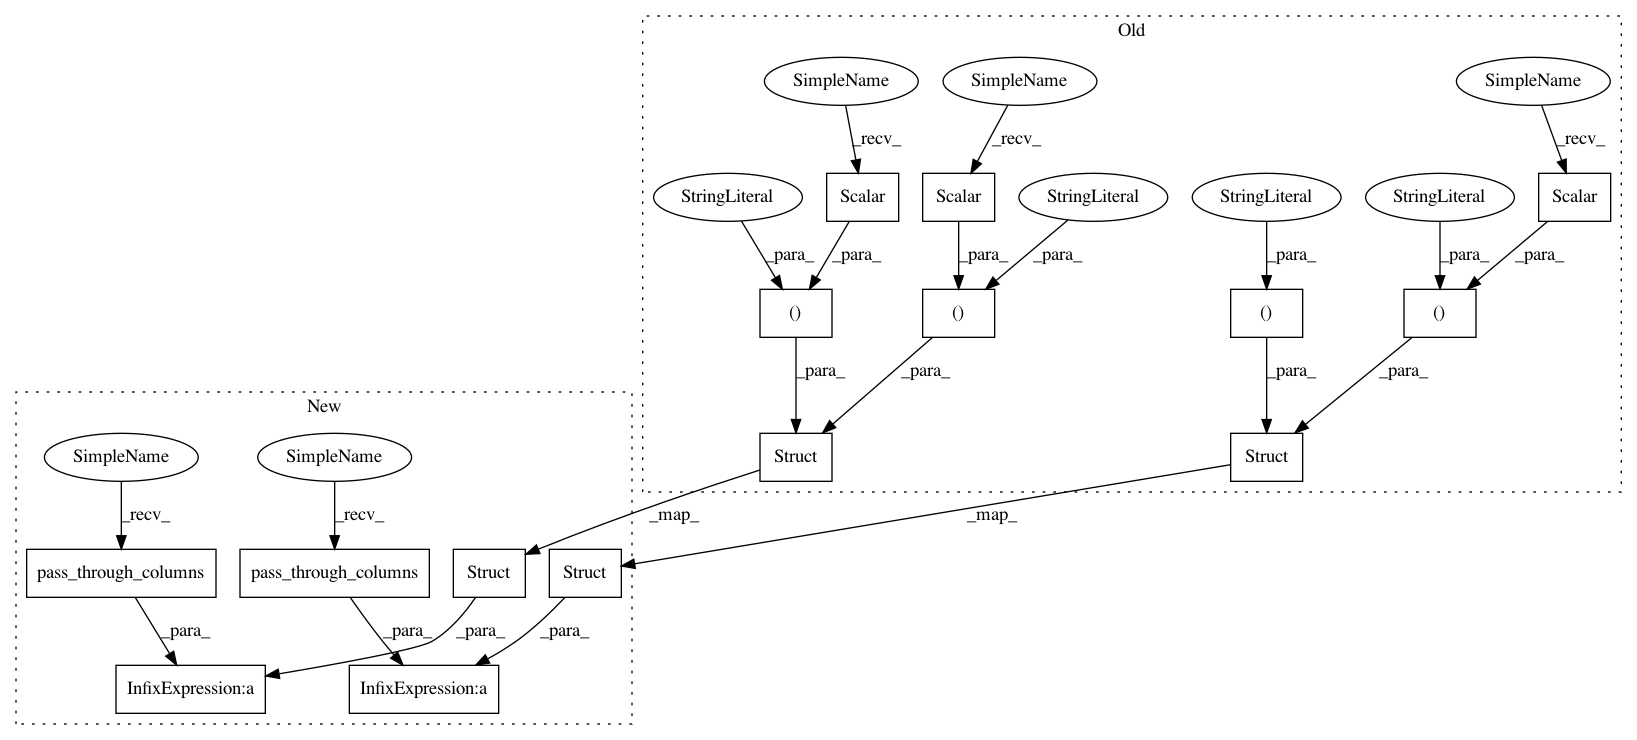 Old
SimpleName
SimpleName
SimpleName
_recv_
_recv_
_recv_
StringLiteral
Scalar
Scalar
StringLiteral
StringLiteral
StringLiteral
Scalar
_para_
_para_
_para_
_para_
_para_
_para_
_para_
()
()
()
()
_para_
_para_
_para_
_para_
New
SimpleName
SimpleName
Struct
Struct
_recv_
_recv_
_map_
_map_
pass_through_columns
pass_through_columns
Struct
Struct
_para_
_para_
_para_
_para_
InfixExpression:a
InfixExpression:a